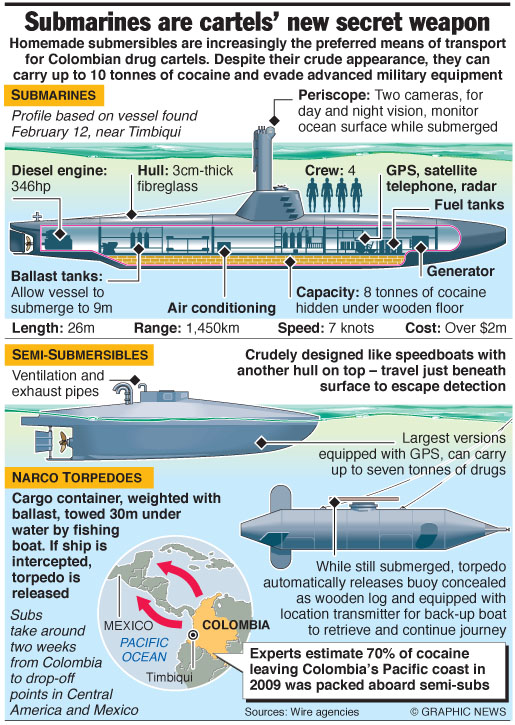 Submarines are cartels' new secret weapon
Homemade submersibles are increasingly the preferred means of transport
for Colombian drug cartels. Despite their crude appearance, they can
carry up to 10 tonnes of cocaine and evade advanced military equipment
SUBMARINES
Profile based on vessel found
February 12, near Timbiqui
Periscope: Two cameras, for
day and night vision, monitor
ocean surface while submerged
Diesel engine:
346hp
Hull: 3cm-thick
fibreglass
Crew: 4
GPS, satellite
telephone, radar
Fuel tanks
Ballast tanks:
Allow vessel to
submerge to 9m
Air conditioning
Generator
Capacity: 8 tonnes of cocaine
hidden under wooden floor
Length: 26m Range: 1,450km Speed: 7 knots Cost: Over $2m
SEMI-SUBMERSIBLES
Ventilation and
exhaust pipes
Crudely designed like speedboats with
another hull on top – travel just beneath
surface to escape detection
Largest versions
equipped with GPS, can carry
up to seven tonnes of drugs
NARCO TORPEDOES
Cargo container, weighted with
ballast, towed 30m under
water by fishing
boat. If ship is
intercepted,
torpedo is
released
Subs
take around
two weeks
from Colombia
to drop-off
points in Central
America and Mexico
While still submerged, torpedo
automatically releases buoy concealed
as wooden log and equipped with
location transmitter for back-up boat
to retrieve and continue journey
MEXICO
COLOMBIA
PACIFIC
OCEAN
Timbiqui
Experts estimate 70% of cocaine
leaving Colombia's Pacific coast in
2009 was packed aboard semi-subs
Sources: Wire agencies
© GRAPHIC NEWS